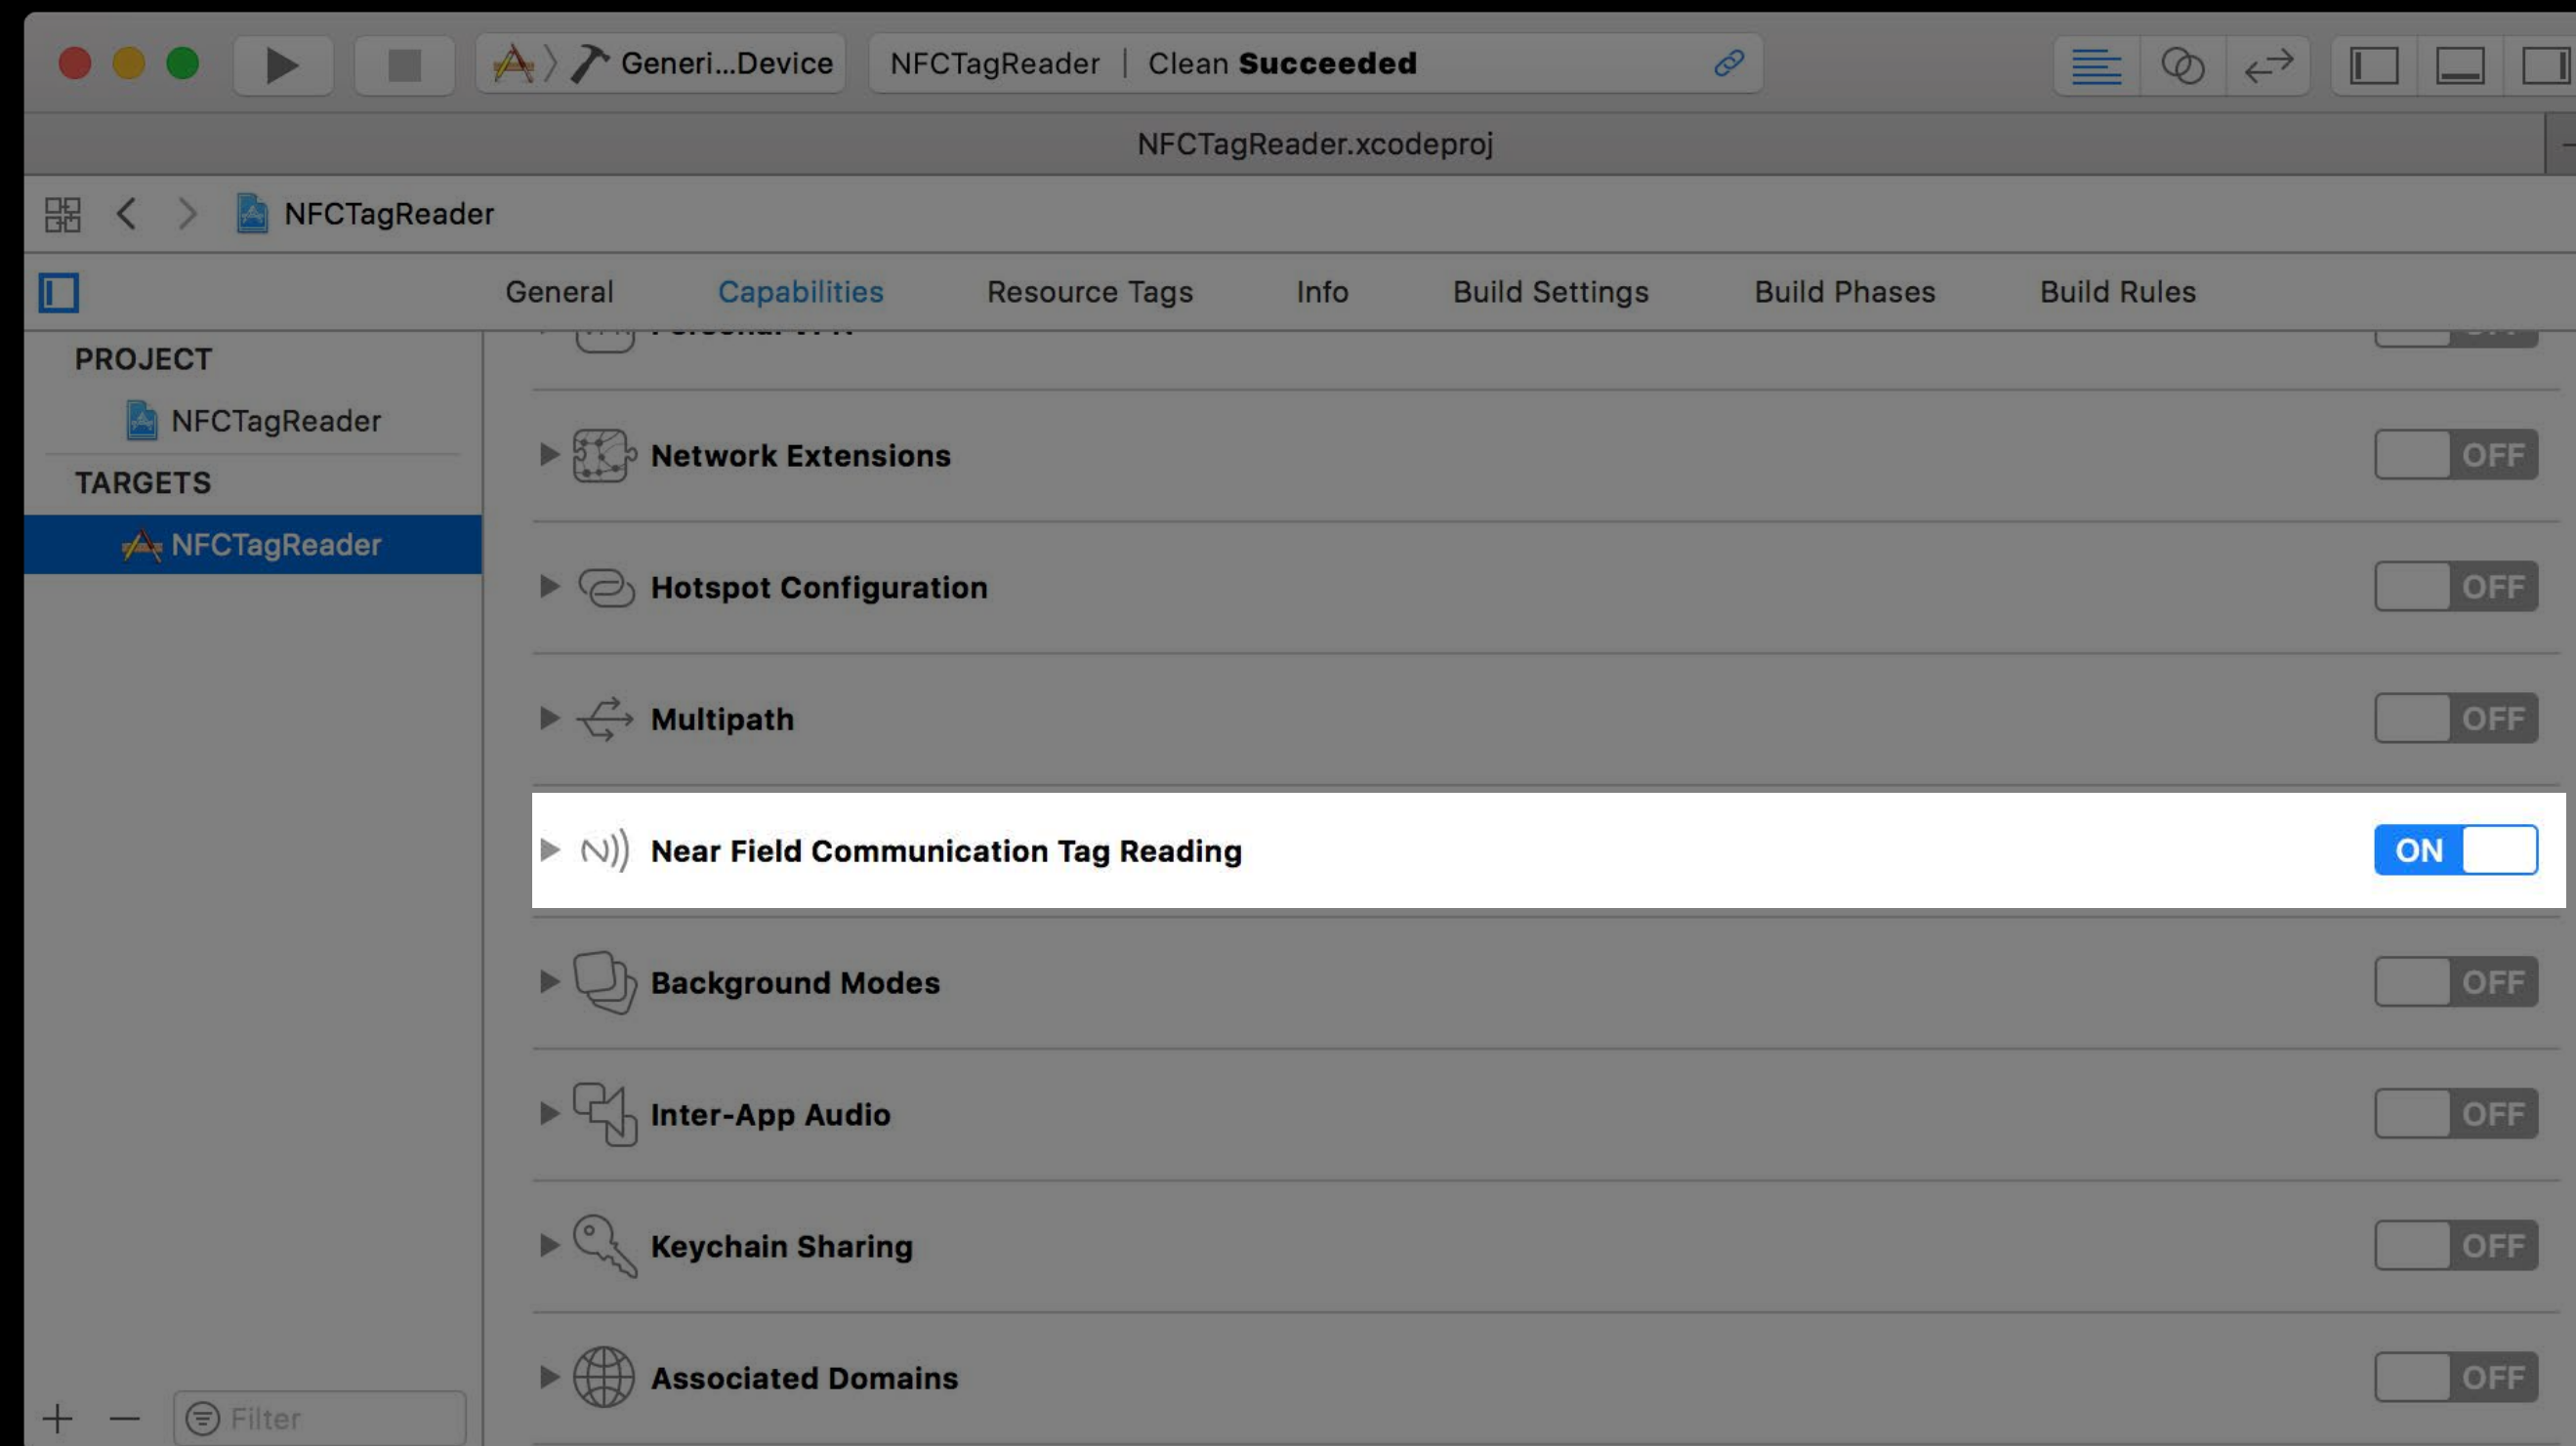 Generi...Device
NFCTagReader | Clean Succeeded
NFCTagReader.xcodeproj
NFCTagReader
General Capabilities Resource Tags Info Build Settings Build Phases Build Rules
PROJECT
NFCTagReader
TARGETS
NFCTagReader
Network Extensions OFF
Hotspot Configuration OFF
Multipath OFF
Near Field Communication Tag Reading ON
Background Modes OFF
Inter-App Audio OFF
Keychain Sharing OFF
Associated Domains OFF
Filter